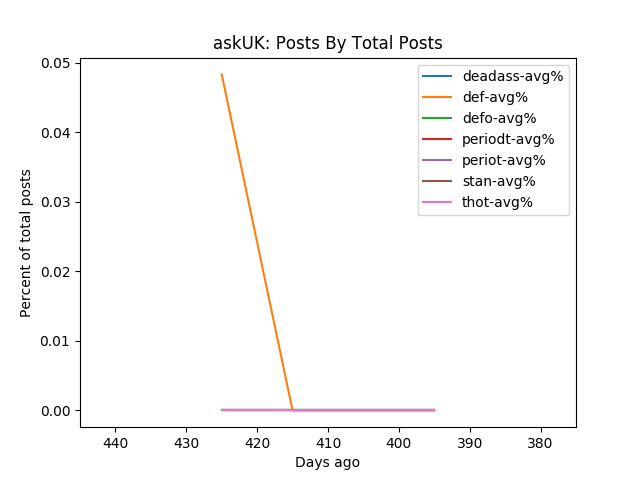 askUK: Posts By Total Posts
deadass-avg%
def-avg%
defo-avg%
periodt-avg%
periot-avg%
stan-avg%
thot-avg%
Percent of total posts
0.05
0.04
0.03
0.02
0.01
0.00
440 430 420 410 400 390 380
Days ago